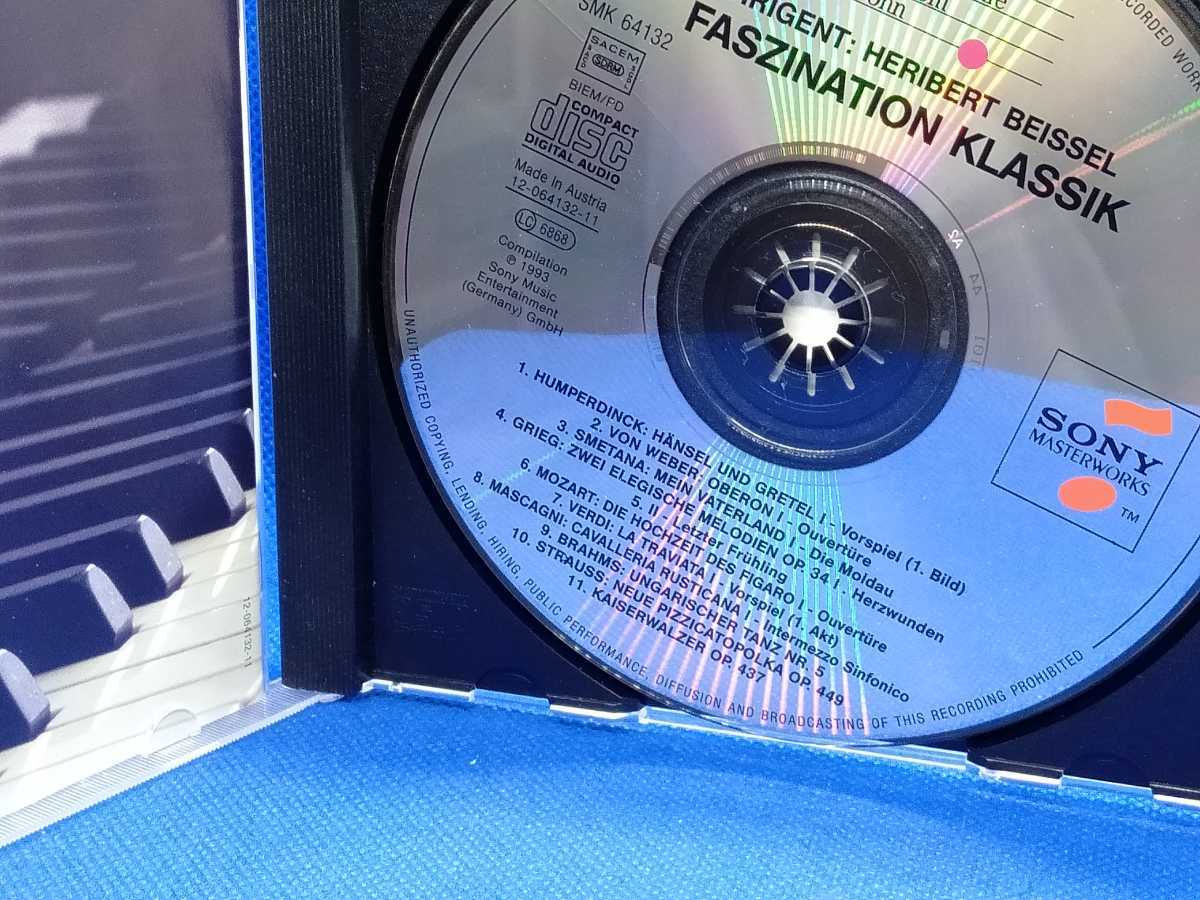 SMK 64132
SACEM
SDRM
BIEM/PD
COMPACT
disc
DIGITAL AUDIO
Made in Austria
12-064132-11
LC 6868
Compilation
℗ 1993
Sony Music
Entertainment
(Germany) GmbH
RIGENT: HERIBERT BEISSEL
FASZINATION KLASSIK
1. HUMPERDINCK: HÄNSEL UND GRETEL I - Vorspiel (1. Bild)
2. VON WEBER: OBERON I - Ouvertüre
3. SMETANA: MEIN VATERLAND I - Die Moldau
4. GRIEG: ZWEI ELEGISCHE MELODIEN OP. 34 I - Herzwunden
5. II - Letzter Frühling
6. MOZART: DIE HOCHZEIT DES FIGARO I - Ouvertüre
7. VERDI: LA TRAVIATA I - Vorspiel (1. Akt)
8. MASCAGNI: CAVALLERIA RUSTICANA I - Intermezzo Sinfonico
9. BRAHMS: UNGARISCHER TANZ NR. 5
10. STRAUSS: NEUE PIZZICATOPOLKA OP. 449
11. KAISERWALZER OP. 437
SONY
MASTERWORKS
TM
UNAUTHORIZED COPYING, LENDING, HIRING, PUBLIC PERFORMANCE, DIFFUSION AND BROADCASTING OF THIS RECORDING PROHIBITED
RECORDED WORK
12-064132-11